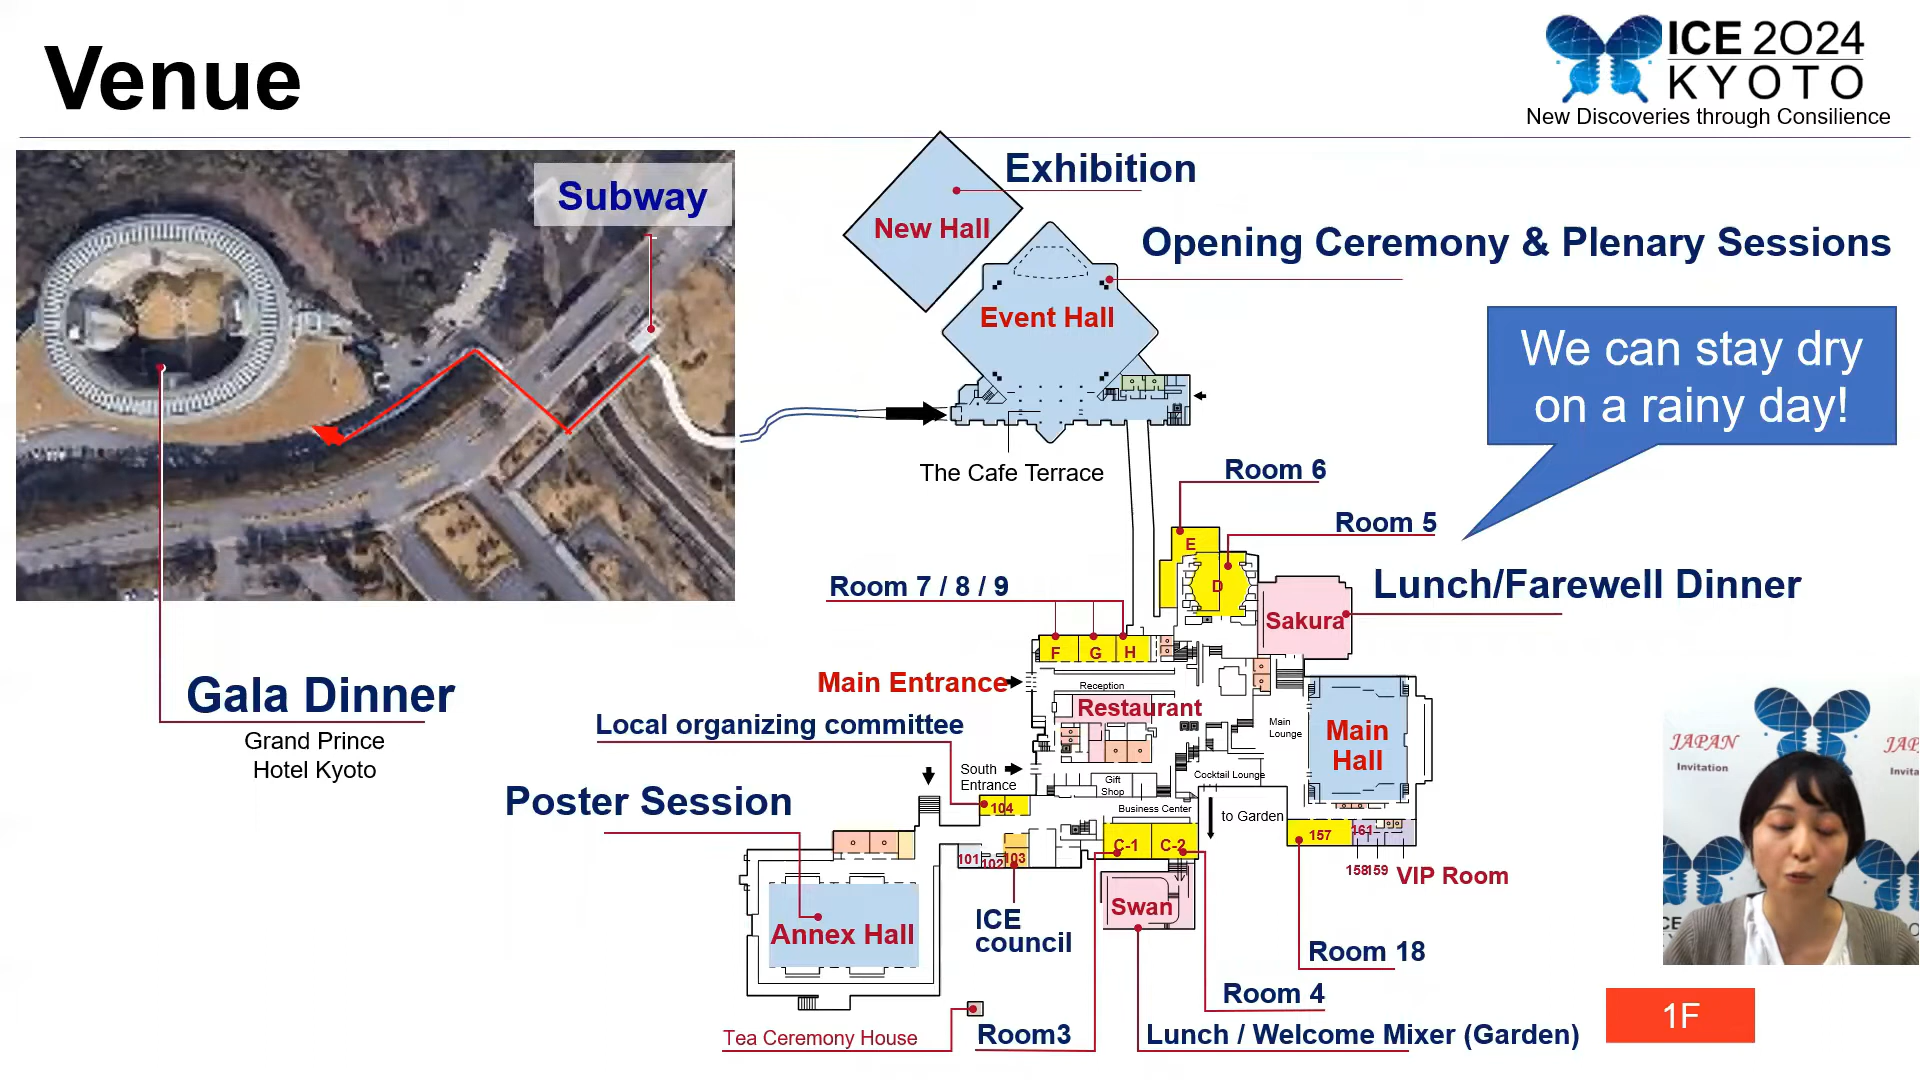 Venue
ICE 2024
KYOTO
New Discoveries through Consilience
Subway
Exhibition
New Hall
Opening Ceremony & Plenary Sessions
Event Hall
We can stay dry
on a rainy day!
The Cafe Terrace
Room 6
Room 5
E
D
Room 7 / 8 / 9
Lunch/Farewell Dinner
Sakura
F
G
H
Main Entrance
Reception
Restaurant
Gala Dinner
Grand Prince
Hotel Kyoto
Local organizing committee
Main
Lounge
Main
Hall
South
Entrance
Gift
Shop
Cocktail Lounge
Poster Session
104
Business Center
to Garden
C-1
C-2
157
161
101
102
103
158
159
VIP Room
Swan
ICE
council
Annex Hall
Room 18
Room 4
Tea Ceremony House
Room3
Lunch / Welcome Mixer (Garden)
1F
JAPAN
Invitation
JAP
Invita
CE